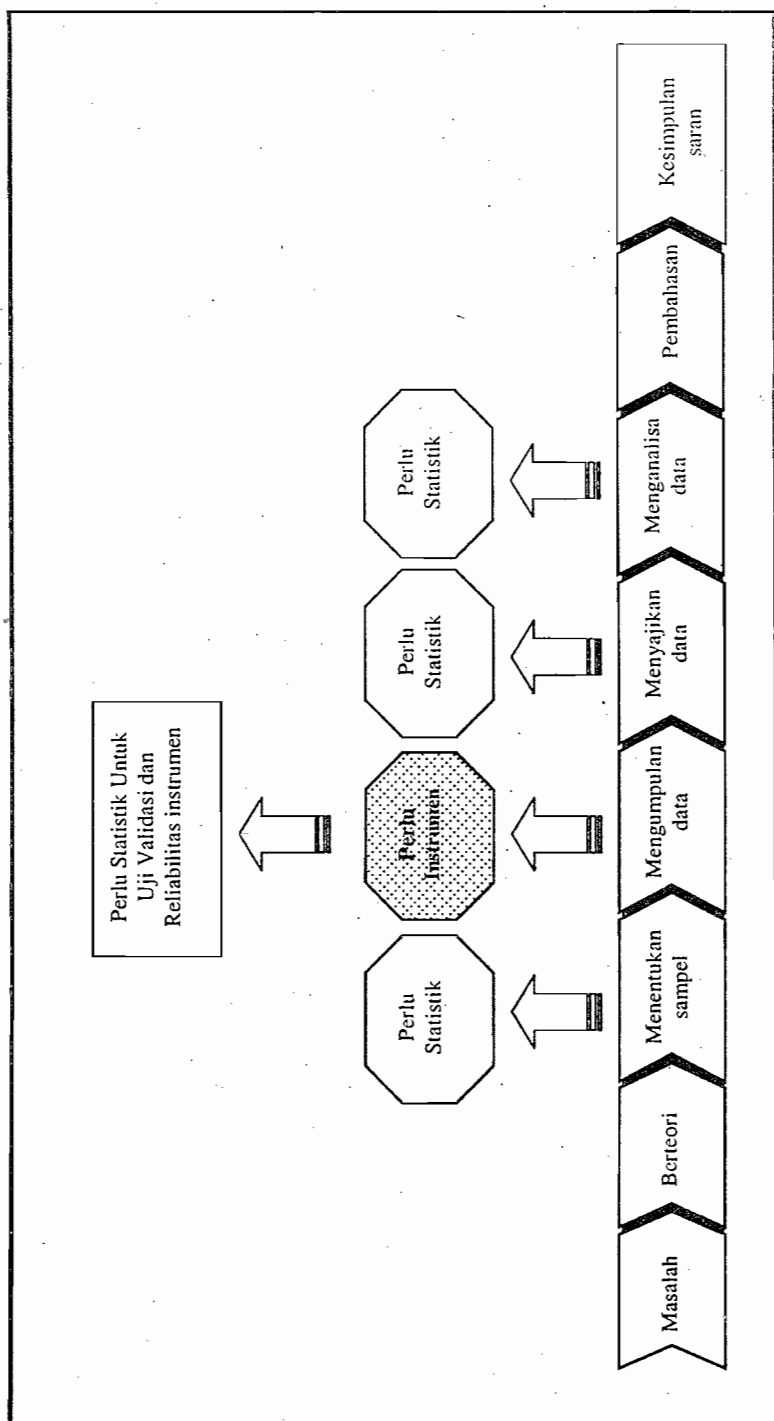 Perlu Statistik Untuk
Uji Validasi dan
Reliabilitas instrumen
Perlu
Statistik
Perlu
Instrumen
Perlu
Statistik
Perlu
Statistik
Masalah
Berteori
Menentukan
sampel
Mengumpulan
data
Menyajikan
data
Menganalisa
data
Pembahasan
Kesimpulan
saran